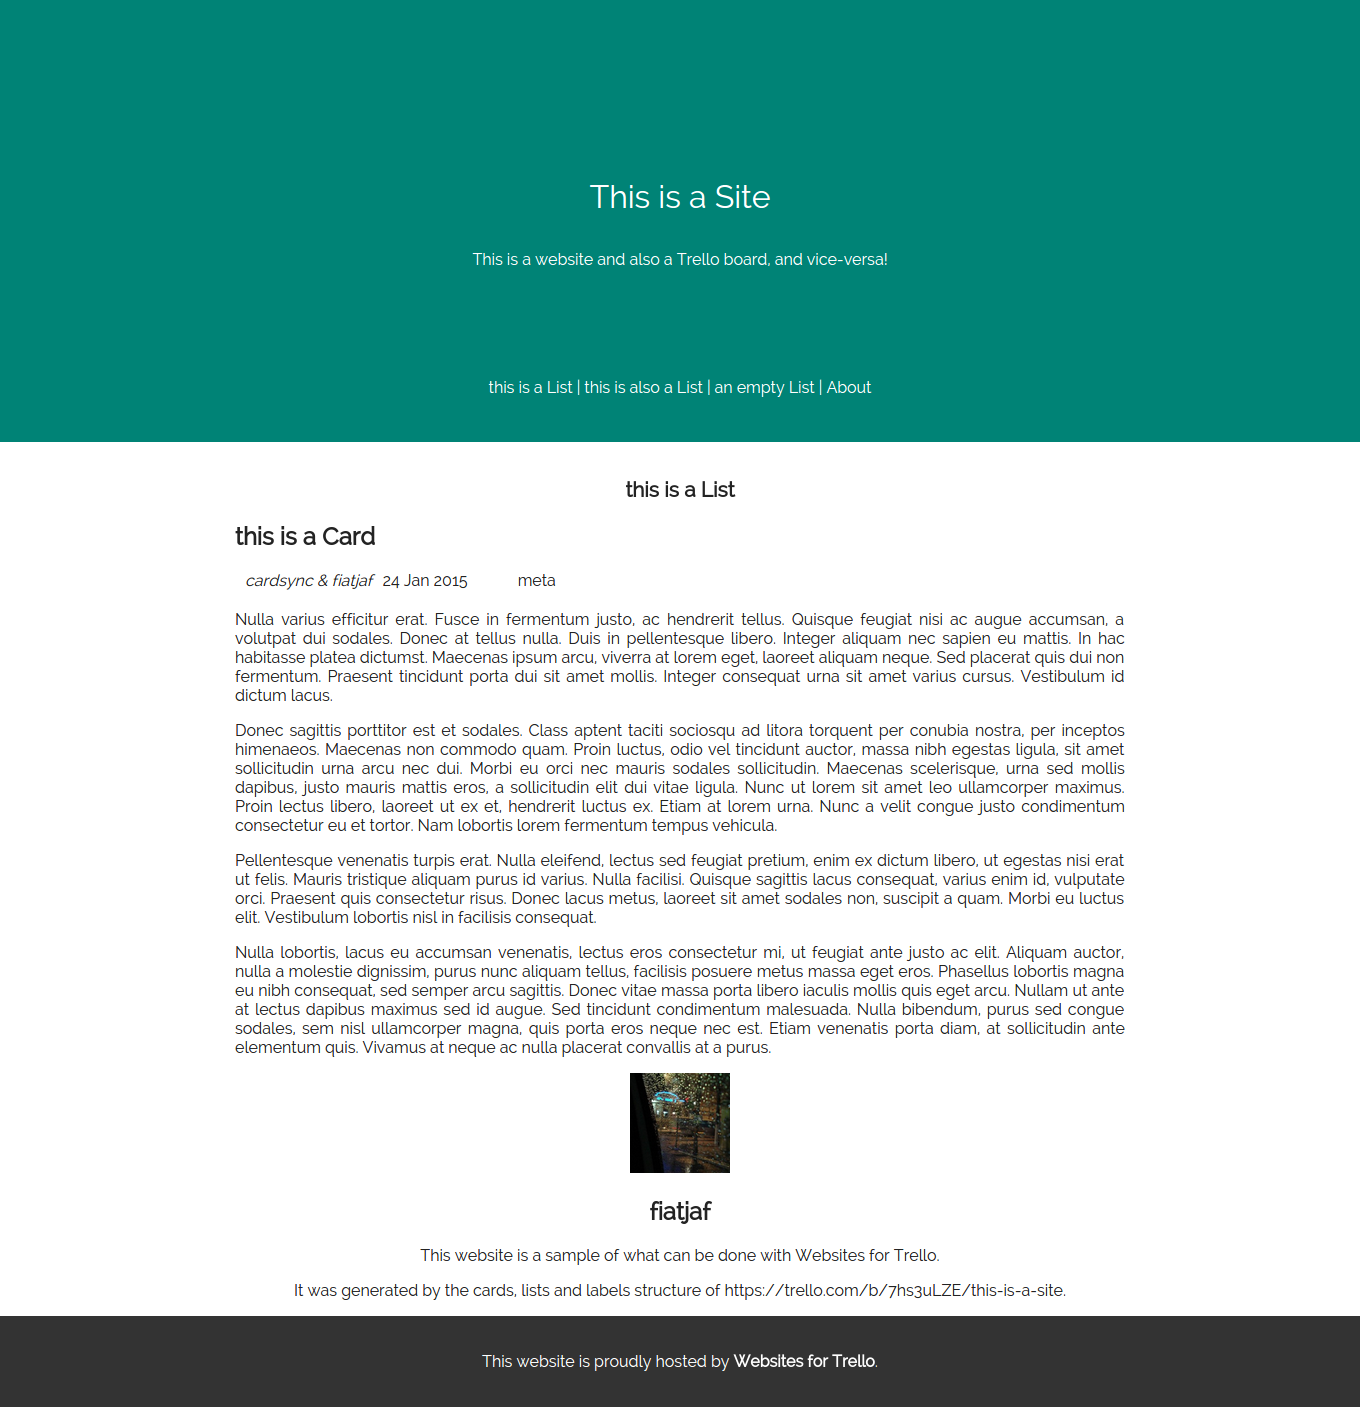 This is a Site
This is a website and also a Trello board, and vice-versa!
this is a List | this is also a List | an empty List | About
this is a List
this is a Card
cardsync & fiatjaf 24 Jan 2015 meta
Nulla varius efficitur erat. Fusce in fermentum justo, ac hendrerit tellus. Quisque feugiat nisi ac augue accumsan, a
volutpat dui sodales. Donec at tellus nulla. Duis in pellentesque libero. Integer aliquam nec sapien eu mattis. In hac
habitasse platea dictumst. Maecenas ipsum arcu, viverra at lorem eget, laoreet aliquam neque. Sed placerat quis dui non
fermentum. Praesent tincidunt porta dui sit amet mollis. Integer consequat urna sit amet varius cursus. Vestibulum id
dictum lacus.
Donec sagittis porttitor est et sodales. Class aptent taciti sociosqu ad litora torquent per conubia nostra, per inceptos
himenaeos. Maecenas non commodo quam. Proin luctus, odio vel tincidunt auctor, massa nibh egestas ligula, sit amet
sollicitudin urna arcu nec dui. Morbi eu orci nec mauris sodales sollicitudin. Maecenas scelerisque, urna sed mollis
dapibus, justo mauris mattis eros, a sollicitudin elit dui vitae ligula. Nunc ut lorem sit amet leo ullamcorper maximus.
Proin lectus libero, laoreet ut ex et, hendrerit luctus ex. Etiam at lorem urna. Nunc a velit congue justo condimentum
consectetur eu et tortor. Nam lobortis lorem fermentum tempus vehicula.
Pellentesque venenatis turpis erat. Nulla eleifend, lectus sed feugiat pretium, enim ex dictum libero, ut egestas nisi erat
ut felis. Mauris tristique aliquam purus id varius. Nulla facilisi. Quisque sagittis lacus consequat, varius enim id, vulputate
orci. Praesent quis consectetur risus. Donec lacus metus, laoreet sit amet sodales non, suscipit a quam. Morbi eu luctus
elit. Vestibulum lobortis nisl in facilisis consequat.
Nulla lobortis, lacus eu accumsan venenatis, lectus eros consectetur mi, ut feugiat ante justo ac elit. Aliquam auctor,
nulla a molestie dignissim, purus nunc aliquam tellus, facilisis posuere metus massa eget eros. Phasellus lobortis magna
eu nibh consequat, sed semper arcu sagittis. Donec vitae massa porta libero iaculis mollis quis eget arcu. Nullam ut ante
at lectus dapibus maximus sed id augue. Sed tincidunt condimentum malesuada. Nulla bibendum, purus sed congue
sodales, sem nisl ullamcorper magna, quis porta eros neque nec est. Etiam venenatis porta diam, at sollicitudin ante
elementum quis. Vivamus at neque ac nulla placerat convallis at a purus.
fiatjaf
This website is a sample of what can be done with Websites for Trello.
It was generated by the cards, lists and labels structure of https://trello.com/b/7hs3uLZE/this-is-a-site.
This website is proudly hosted by Websites for Trello.